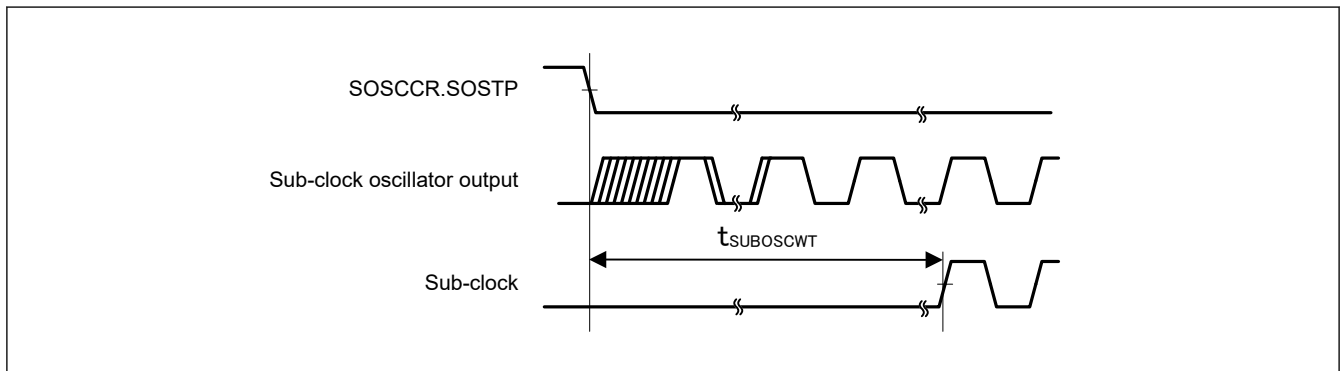 SOSCCR.SOSTP
Sub-clock oscillator output
tSUBOSCWT
Sub-clock